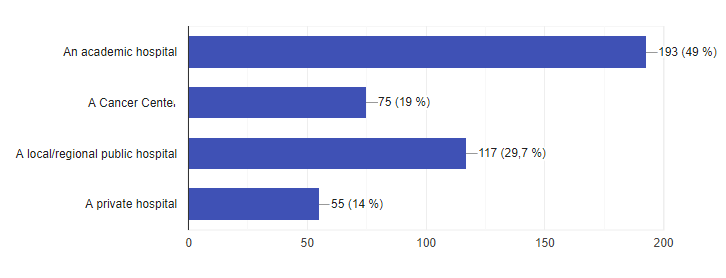 An academic hospital 193 (49 %)
A Cancer Cente, 75 (19 %)
A local/regional public hospital 117 (29,7 %)
A private hospital 55 (14 %)
0 50 100 150 200